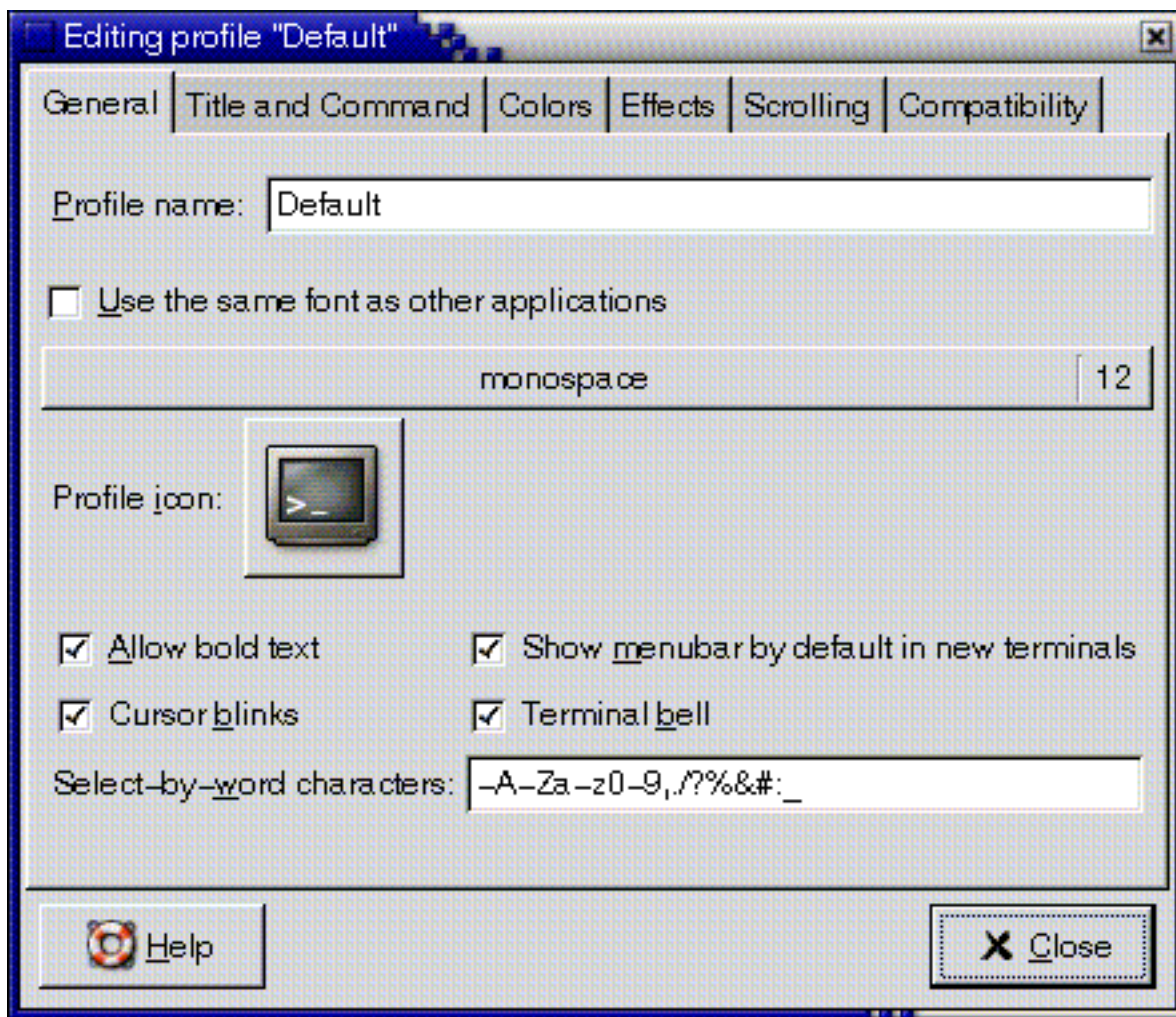 Editing profile "Default"
General Title and Command Colors Effects Scrolling Compatibility
Profile name: Default
Use the same font as other applications
monospace 12
>_
Profile icon:
Allow bold text Show menubar by default in new terminals
Cursor blinks Terminal bell
Select-by-word characters: -A-Za-z0-9,./?%&#:_
Help Close